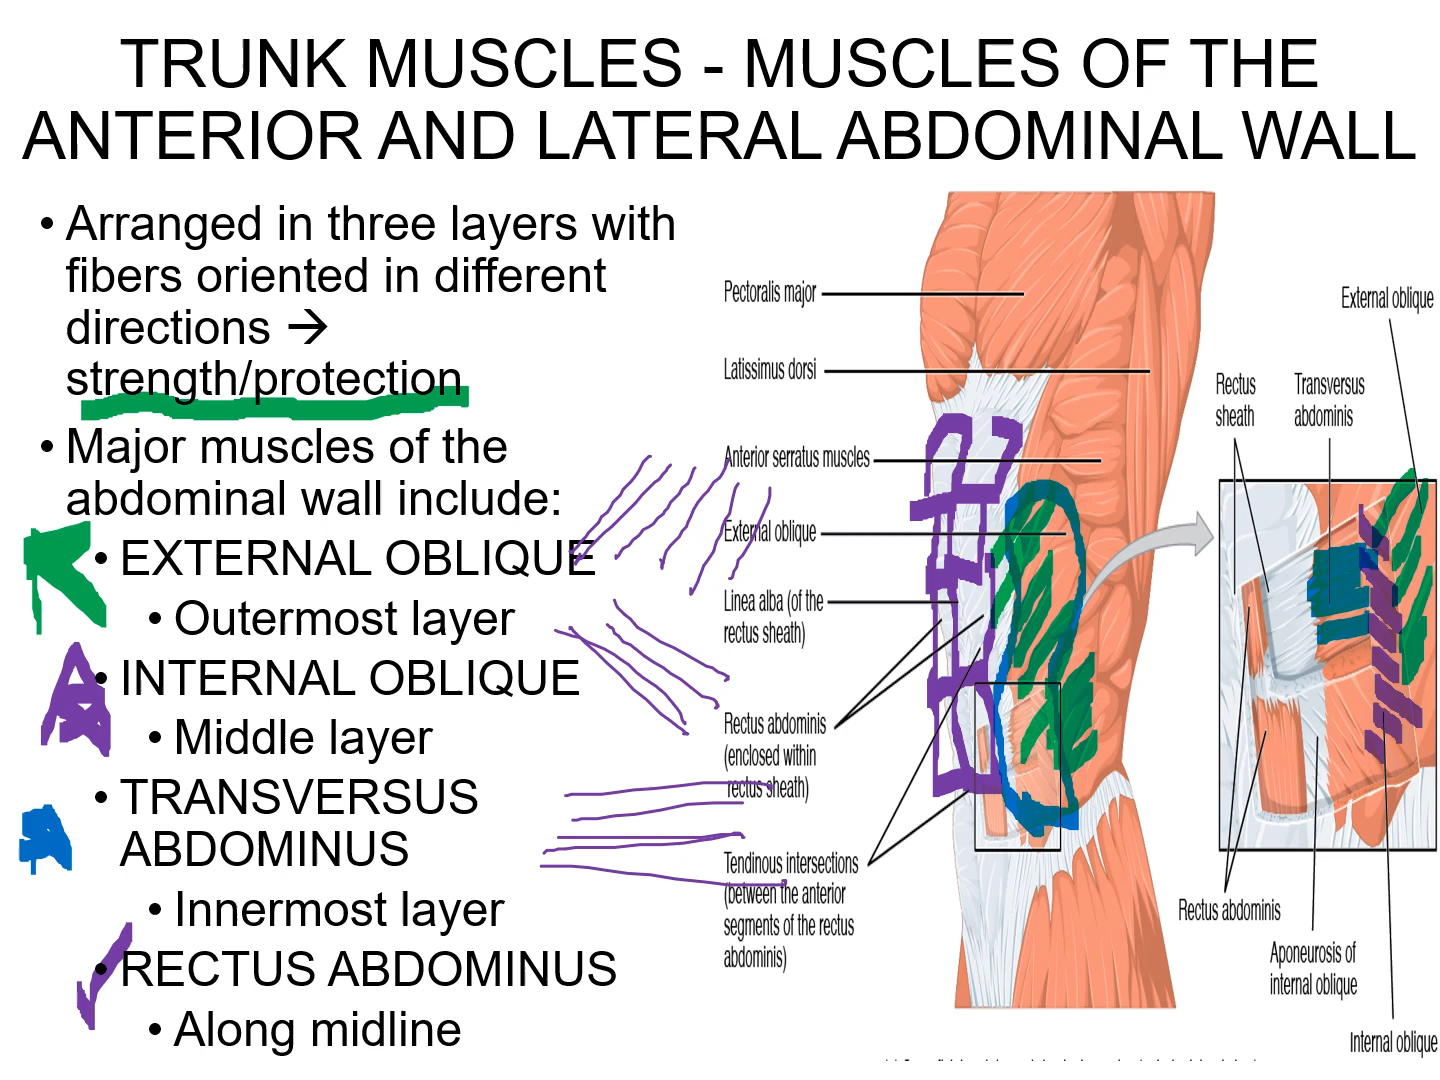 TRUNK MUSCLES - MUSCLES OF THE
ANTERIOR AND LATERAL ABDOMINAL WALL
• Arranged in three layers with
fibers oriented in different
directions →
strength/protection
• Major muscles of the
abdominal wall include:
• EXTERNAL OBLIQUE
• Outermost layer
• INTERNAL OBLIQUE
• Middle layer
• TRANSVERSUS
ABDOMINUS
• Innermost layer
• RECTUS ABDOMINUS
• Along midline
Pectoralis major
Latissimus dorsi
Anterior serratus muscles
External oblique
Linea alba (of the
rectus sheath)
Rectus abdominis
(enclosed within
rectus sheath)
Tendinous intersections
(between the anterior
segments of the rectus
abdominis)
External oblique
Rectus
sheath
Transversus
abdominis
Rectus abdominis
Aponeurosis of
internal oblique
Internal oblique